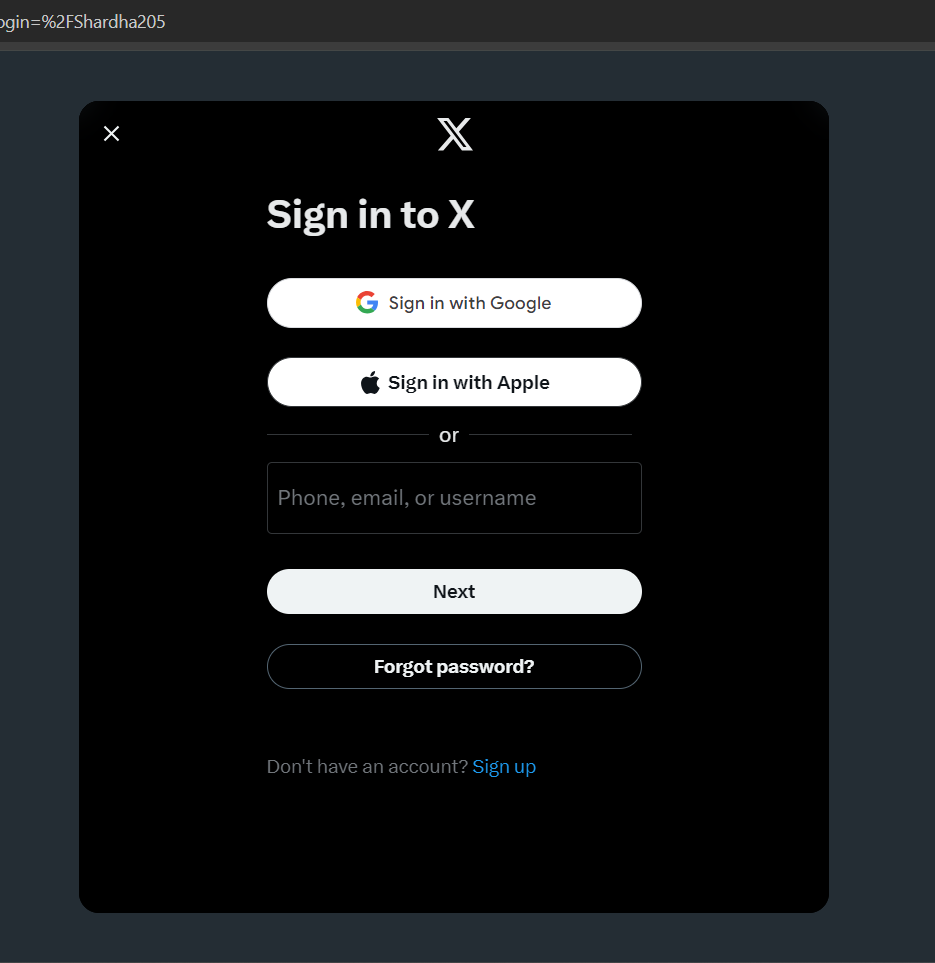 ogin=%2FShardha205
Sign in to X
Sign in with Google
Sign in with Apple
or
Phone, email, or username
Next
Forgot password?
Don't have an account? Sign up